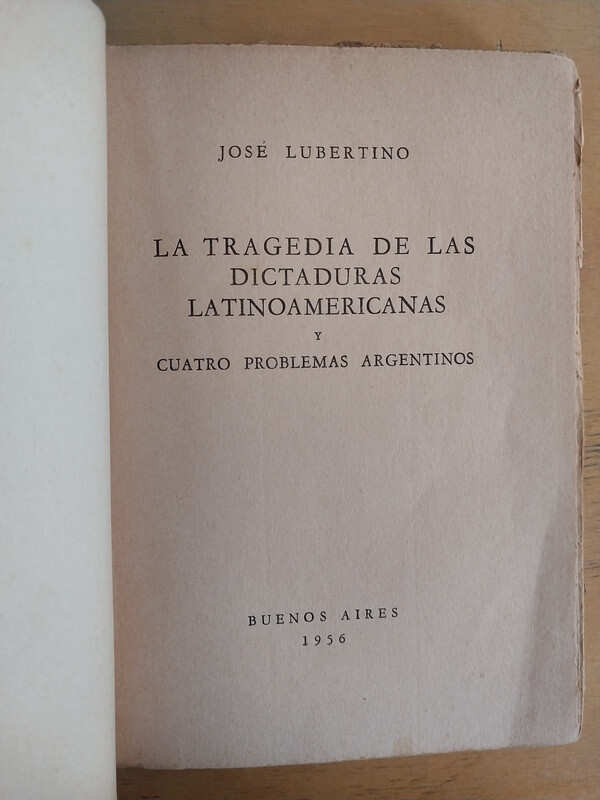 JOSÉ LUBERTINO
LA TRAGEDIA DE LAS
DICTADURAS
LATINOAMERICANAS
Y
CUATRO PROBLEMAS ARGENTINOS
BUENOS AIRES
1956